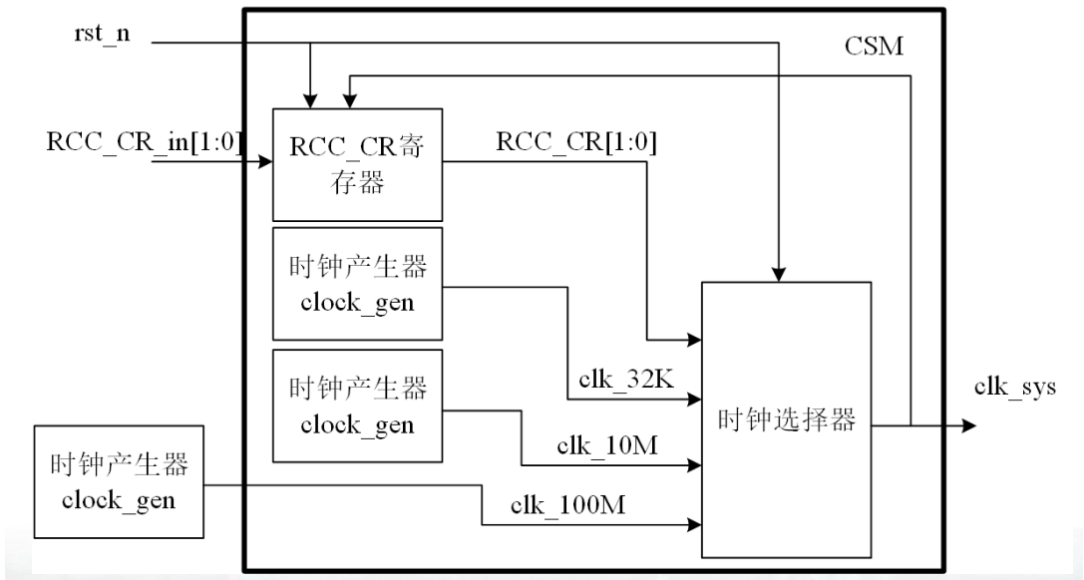 rst_n
CSM
RCC_CR_in[1:0]
RCC_CR寄
存器
RCC_CR[1:0]
时钟产生器
clock_gen
时钟产生器
clock_gen
clk_32K
时钟选择器
clk_sys
clk_10M
时钟产生器
clock_gen
clk_100M